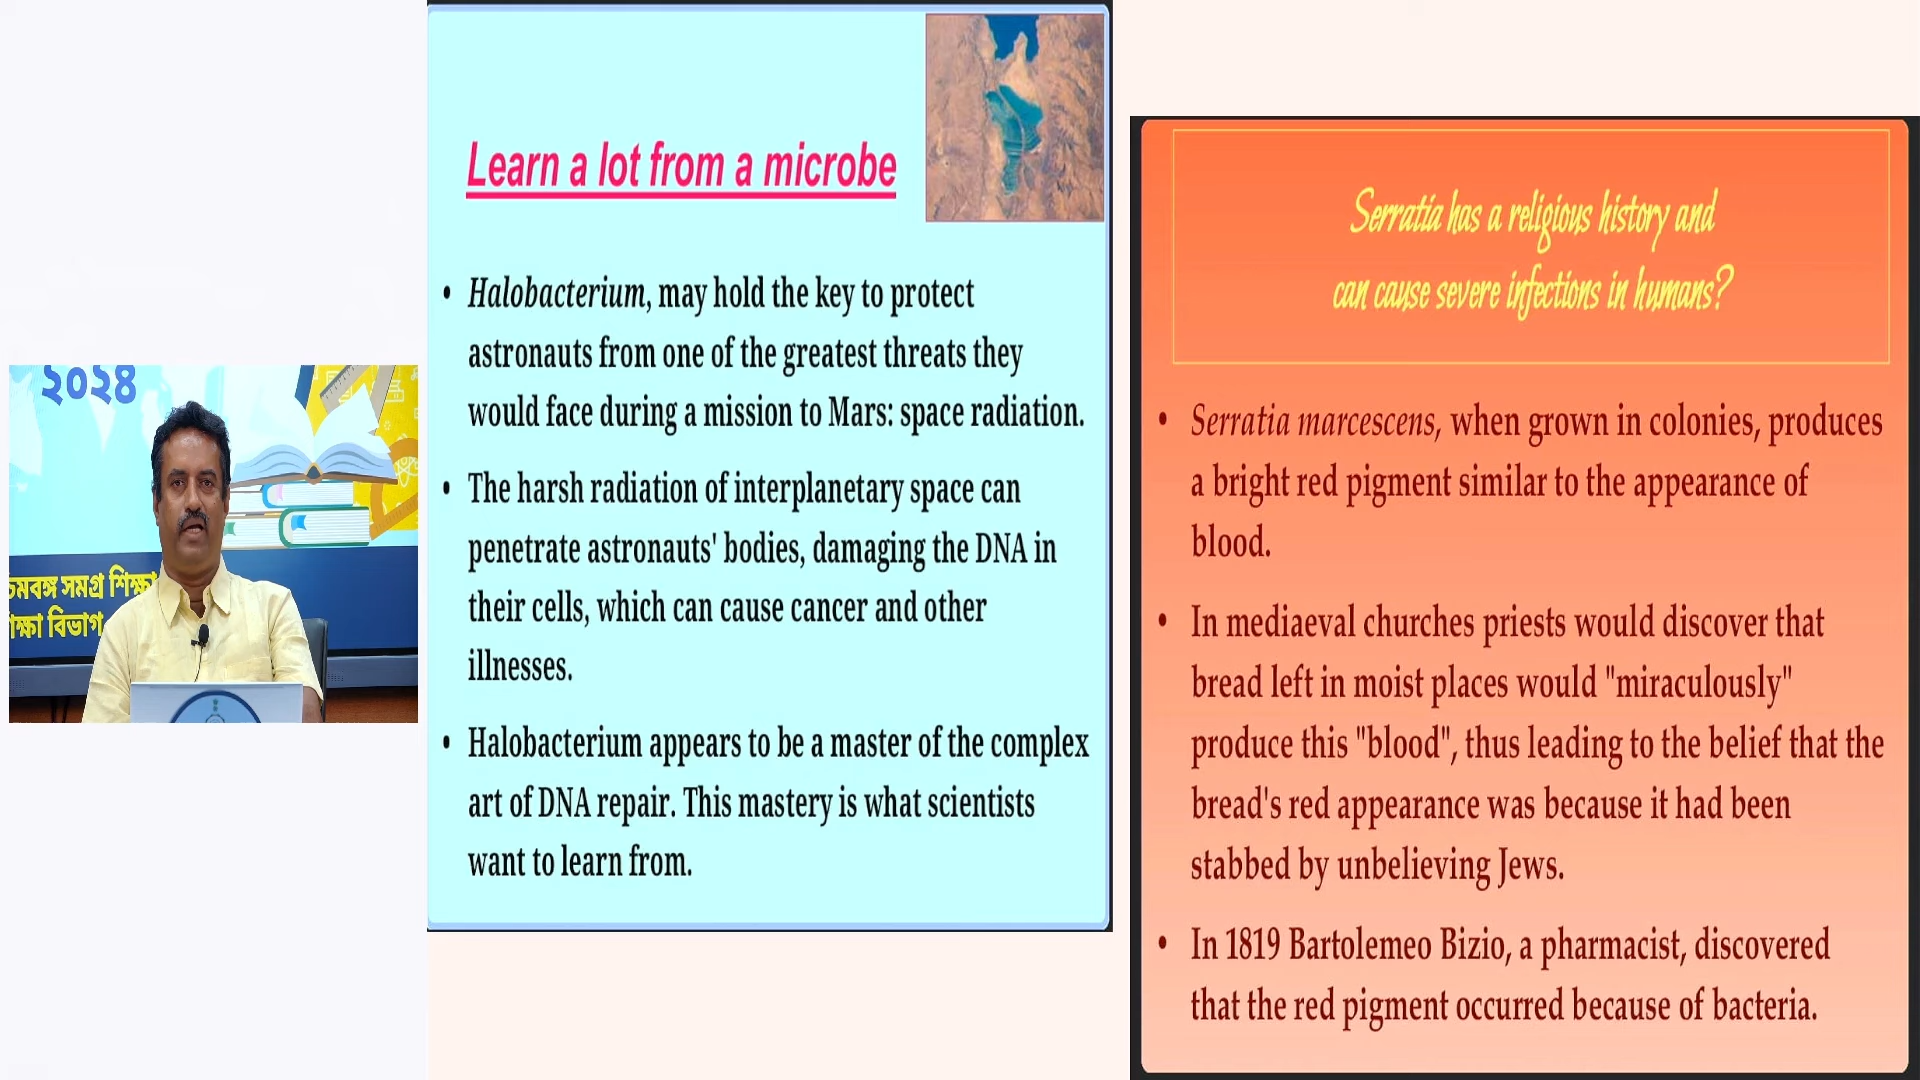 ২০২৪
সমগ্র শিক্ষা
বিভাগ
Learn a lot from a microbe
• Halobacterium, may hold the key to protect
astronauts from one of the greatest threats they
would face during a mission to Mars: space radiation.
• The harsh radiation of interplanetary space can
penetrate astronauts' bodies, damaging the DNA in
their cells, which can cause cancer and other
illnesses.
• Halobacterium appears to be a master of the complex
art of DNA repair. This mastery is what scientists
want to learn from.
Serratia has a religious history and
can cause severe infections in humans?
• Serratia marcescens, when grown in colonies, produces
a bright red pigment similar to the appearance of
blood.
• In mediaeval churches priests would discover that
bread left in moist places would "miraculously"
produce this "blood", thus leading to the belief that the
bread's red appearance was because it had been
stabbed by unbelieving Jews.
• In 1819 Bartolemeo Bizio, a pharmacist, discovered
that the red pigment occurred because of bacteria.